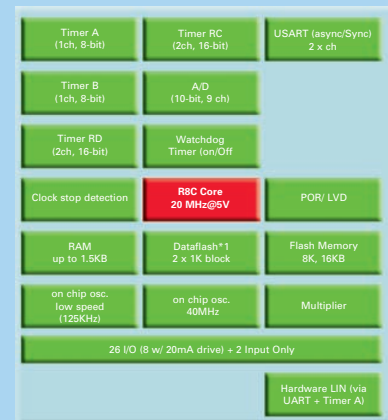 Timer A
(1ch, 8-bit)
Timer RC
(2ch, 16-bit)
USART (async/Sync)
2 x ch
Timer B
(1ch, 8-bit)
A/D
(10-bit, 9 ch)
Timer RD
(2ch, 16-bit)
Watchdog
Timer (on/Off
Clock stop detection
R8C Core
20 MHz@5V
POR/ LVD
RAM
up to 1.5KB
Dataflash*1
2 x 1K block
Flash Memory
8K, 16KB
on chip osc.
low speed
(125KHz)
on chip osc.
40MHz
Multiplier
26 I/O (8 w/ 20mA drive) + 2 Input Only
Hardware LIN (via
UART + Timer A)